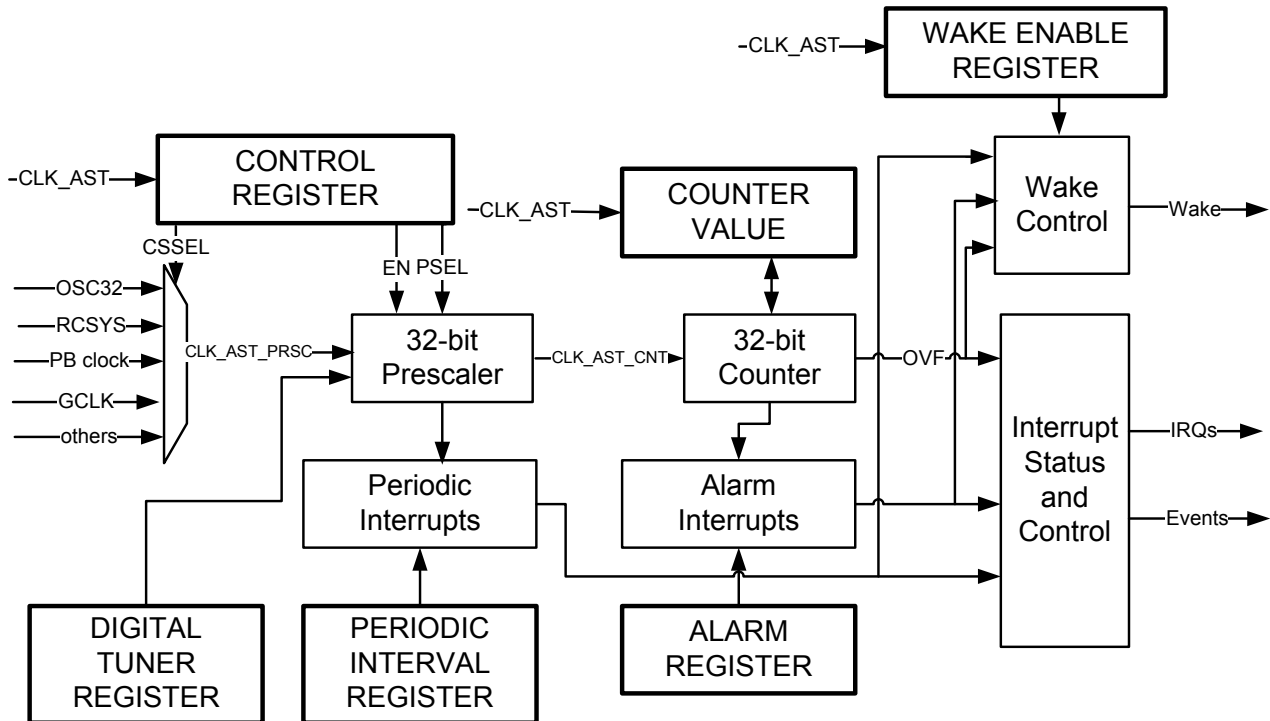 CLK_AST
WAKE ENABLE
REGISTER
CLK_AST
CONTROL
REGISTER
CLK_AST
COUNTER
VALUE
Wake
Control
Wake
CSSEL
EN
PSEL
OSC32
RCSYS
PB clock
GCLK
others
CLK_AST_PRSC
32-bit
Prescaler
CLK_AST_CNT
32-bit
Counter
OVF
Periodic
Interrupts
Alarm
Interrupts
Interrupt
Status
and
Control
IRQs
Events
DIGITAL
TUNER
REGISTER
PERIODIC
INTERVAL
REGISTER
ALARM
REGISTER